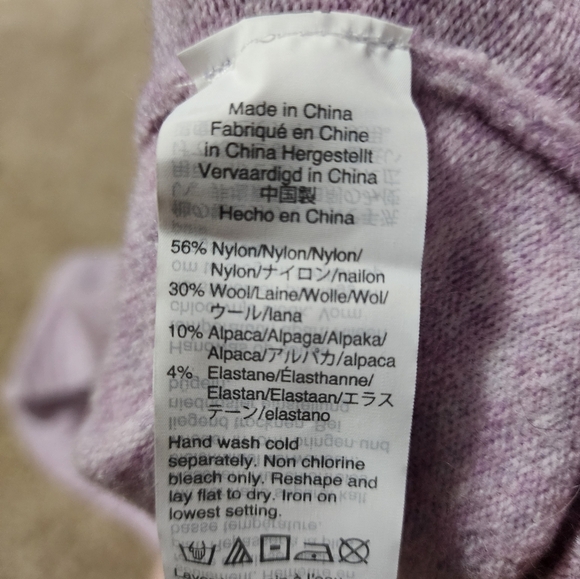 Made in China
Fabriqué en Chine
in China Hergestellt
Vervaardigd in China
中国製
Hecho en China
56% Nylon/Nylon/Nylon/
Nylon/ナイロン/nailon
30% Wool/Laine/Wolle/Wol/
ウール/lana
10% Alpaca/Alpaga/Alpaka/
Alpaca/アルパカ/alpaca
4% Elastane/Élasthanne/
Elastan/Elastaan/エラス
テーン/elastano
Hand wash cold
separately. Non chlorine
bleach only. Reshape and
lay flat to dry. Iron on
lowest setting.